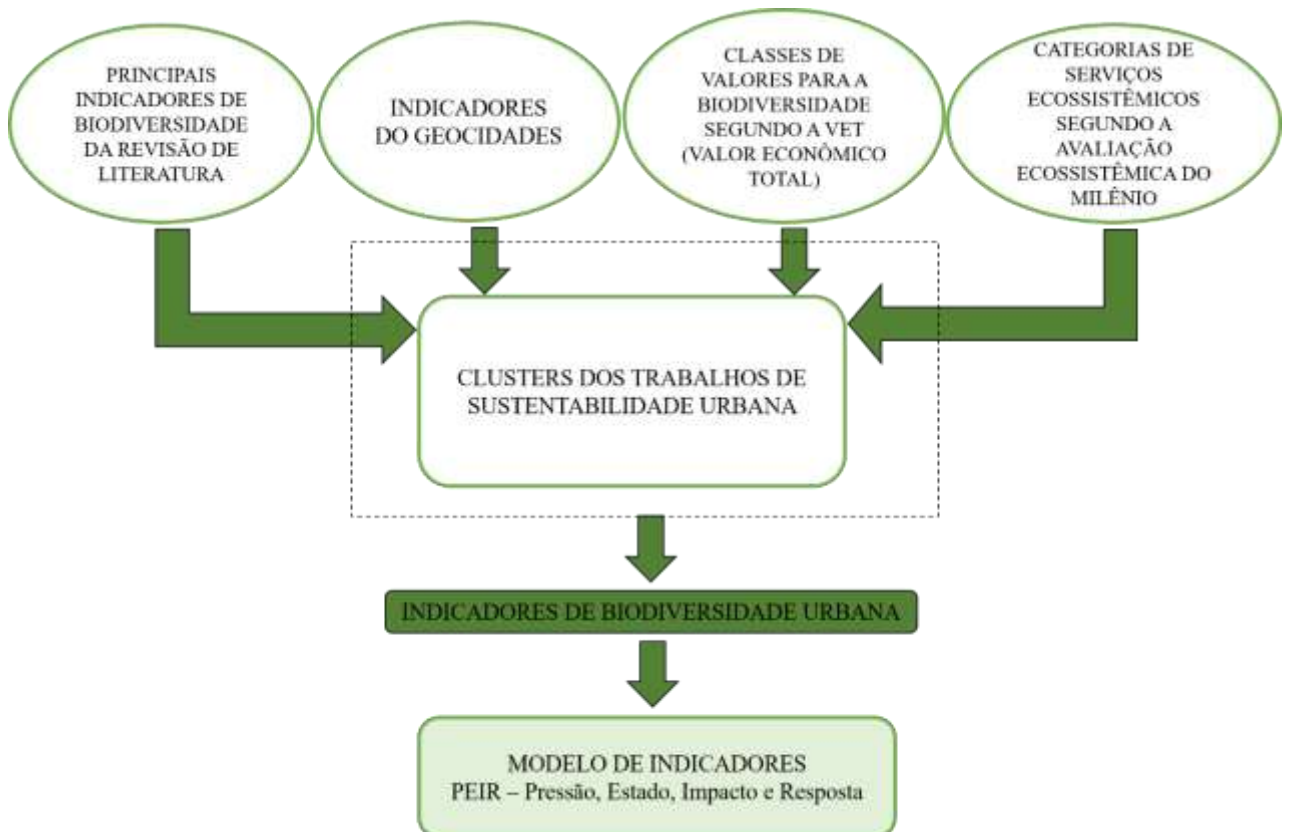 PRINCIPAIS
INDICADORES DE
BIODIVERSIDADE
DA REVISÃO DE
LITERATURA
INDICADORES
DO GEOCIDADES
CLASSES DE
VALORES PARA A
BIODIVERSIDADE
SEGUNDO A VET
(VALOR ECONÔMICO
TOTAL)
CATEGORIAS DE
SERVIÇOS
ECOSSISTÊMICOS
SEGUNDO A
AVALIAÇÃO
ECOSSISTÊMICA DO
MILÊNIO
CLUSTERS DOS TRABALHOS DE
SUSTENTABILIDADE URBANA
INDICADORES DE BIODIVERSIDADE URBANA
MODELO DE INDICADORES
PEIR – Pressão, Estado, Impacto e Resposta